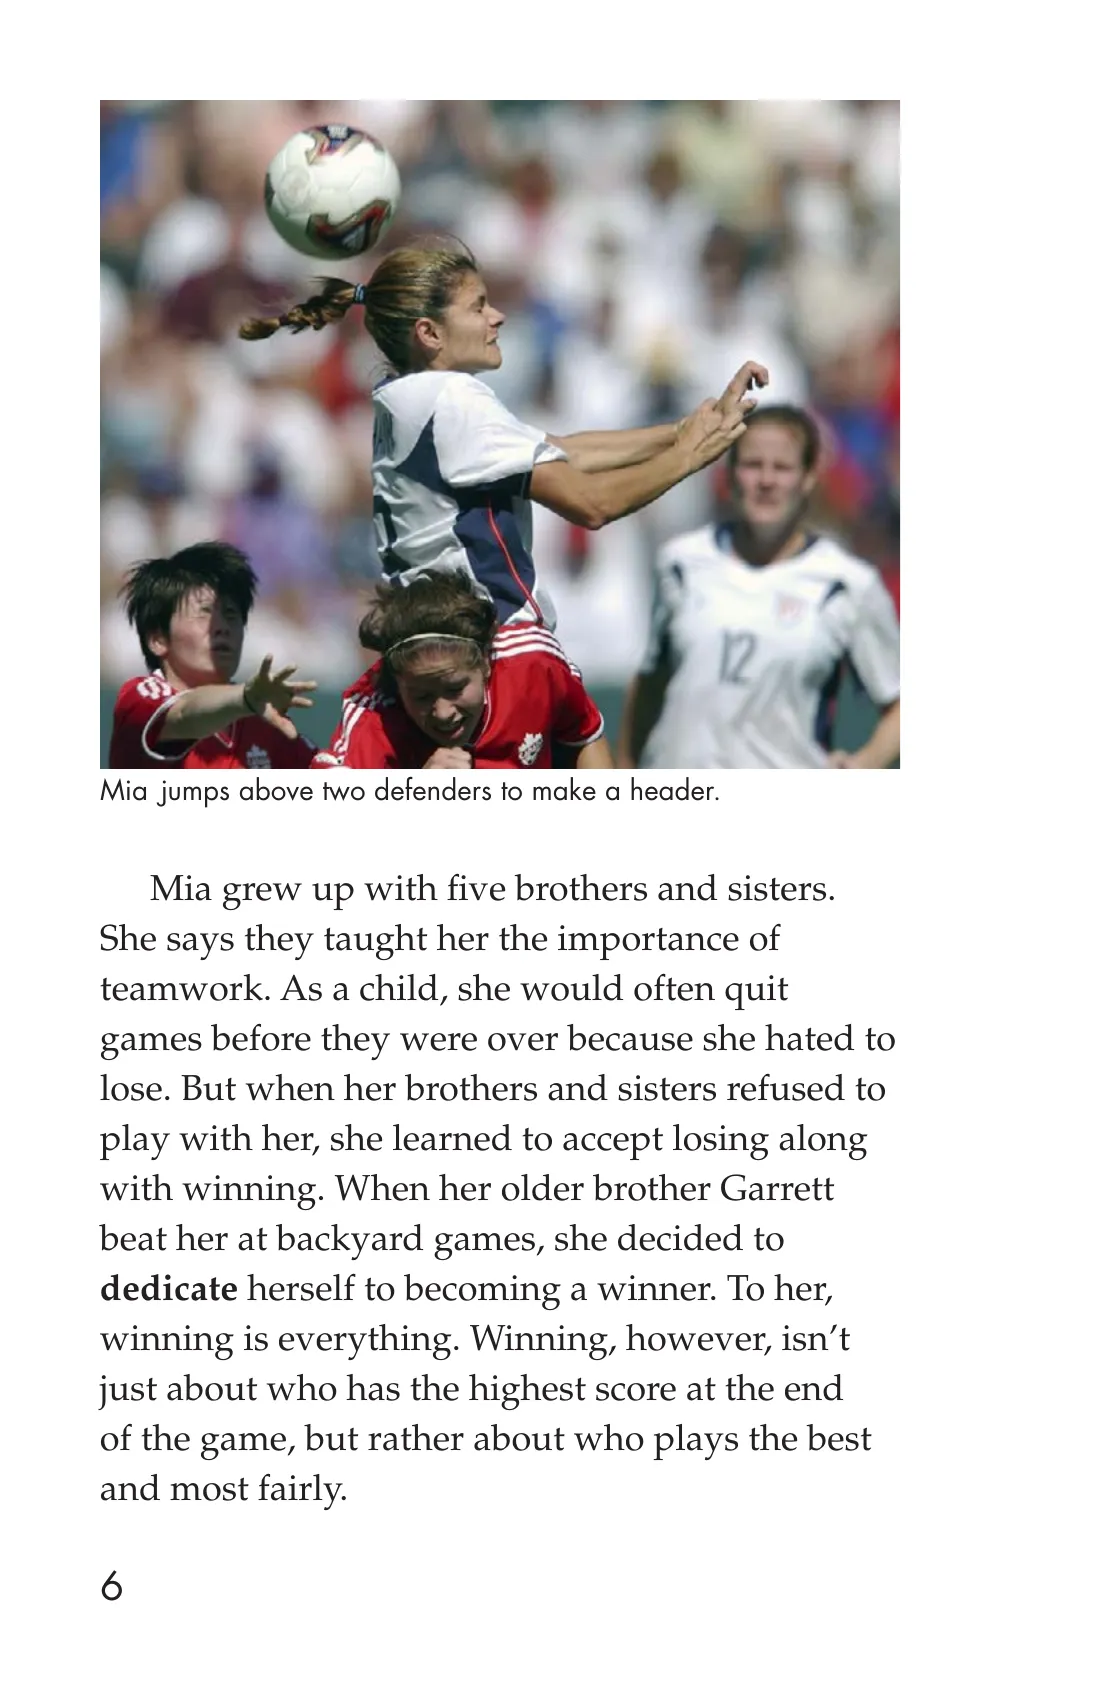 12
Mia jumps above two defenders to make a header.
Mia grew up with five brothers and sisters.
She says they taught her the importance of
teamwork. As a child, she would often quit
games before they were over because she hated to
lose. But when her brothers and sisters refused to
play with her, she learned to accept losing along
with winning. When her older brother Garrett
beat her at backyard games, she decided to
dedicate herself to becoming a winner. To her,
winning is everything. Winning, however, isn’t
just about who has the highest score at the end
of the game, but rather about who plays the best
and most fairly.
6